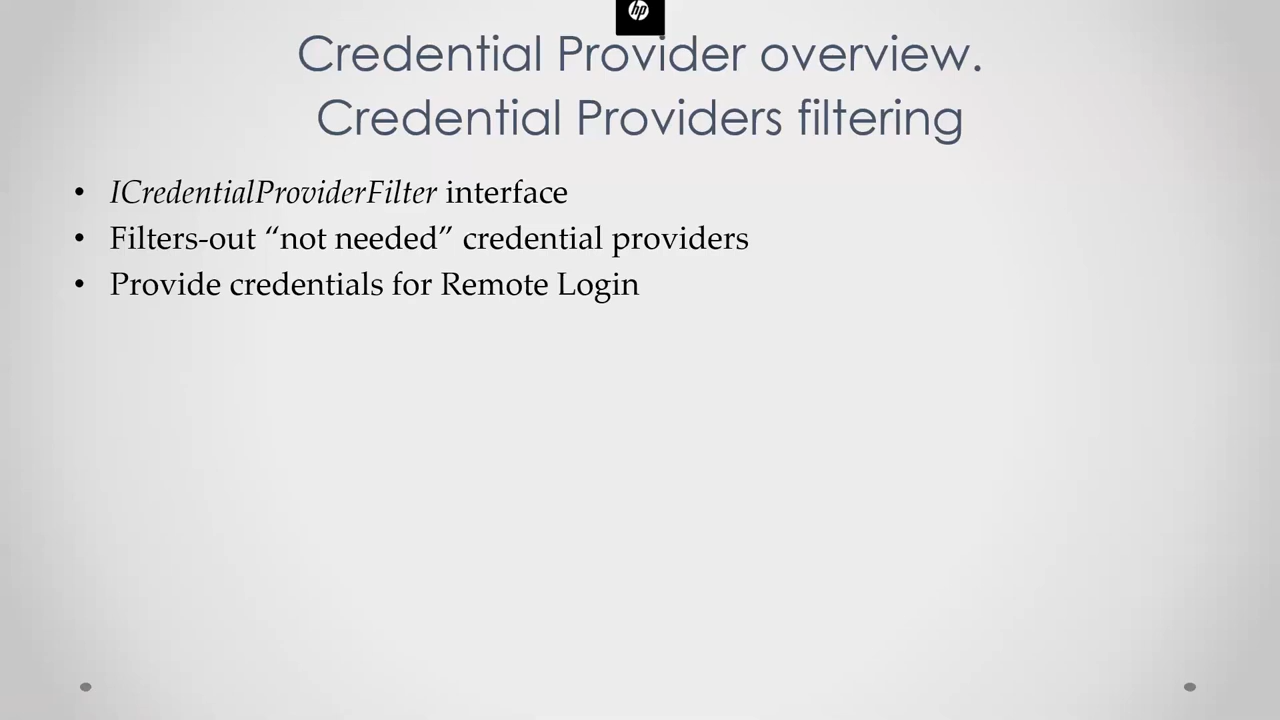 hp
Credential Provider overview.
Credential Providers filtering
• ICredentialProviderFilter interface
• Filters-out “not needed” credential providers
• Provide credentials for Remote Login